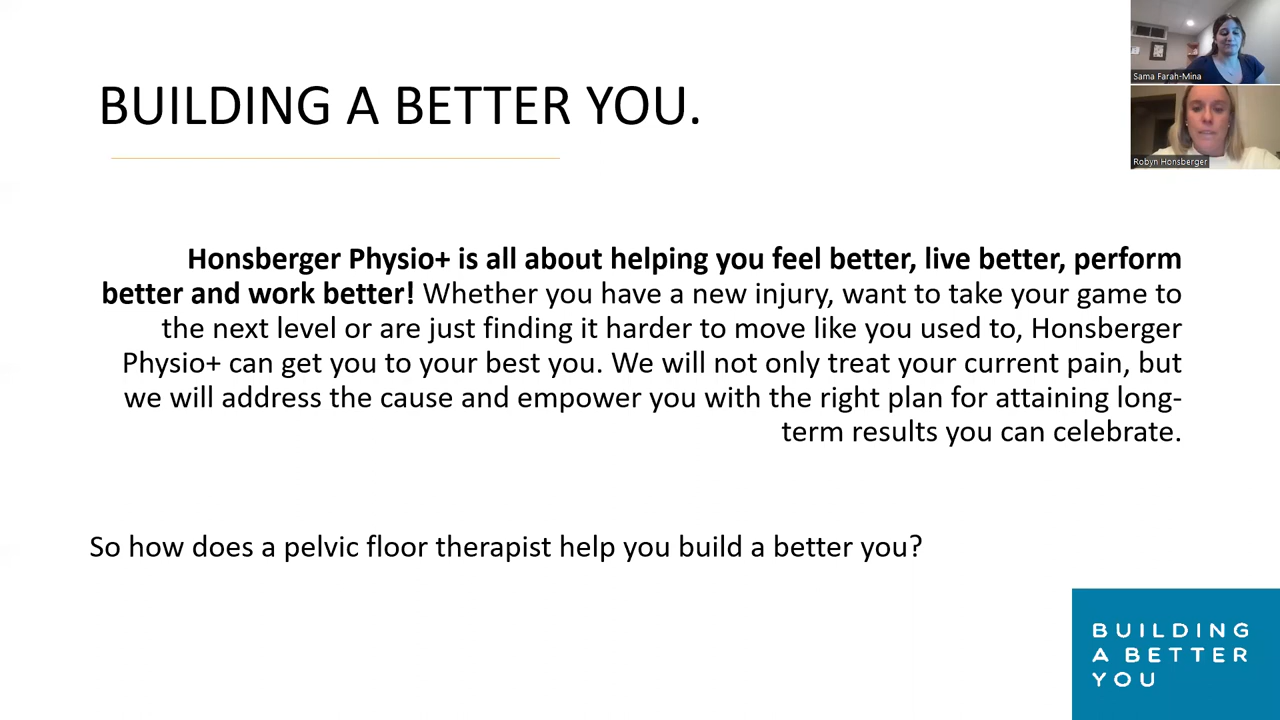 BUILDING A BETTER YOU.
Sama Farah-Mina
Robyn Honsberger
Honsberger Physio+ is all about helping you feel better, live better, perform
better and work better! Whether you have a new injury, want to take your game to
the next level or are just finding it harder to move like you used to, Honsberger
Physio+ can get you to your best you. We will not only treat your current pain, but
we will address the cause and empower you with the right plan for attaining long-
term results you can celebrate.
So how does a pelvic floor therapist help you build a better you?
BUILDING
A BETTER
YOU